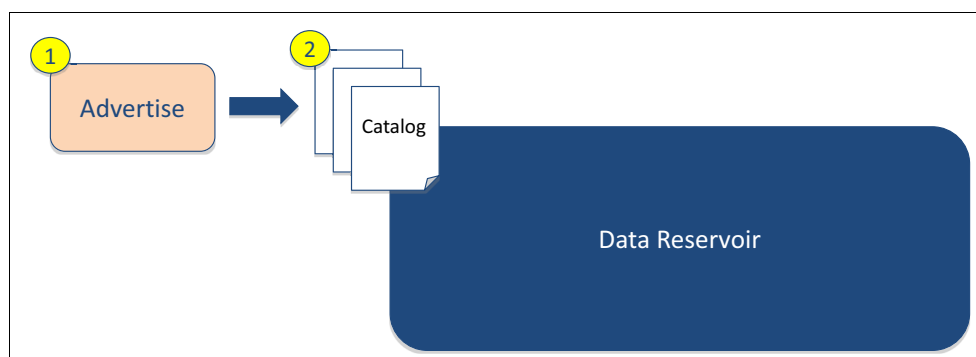 1
2
Advertise
Catalog
Data Reservoir